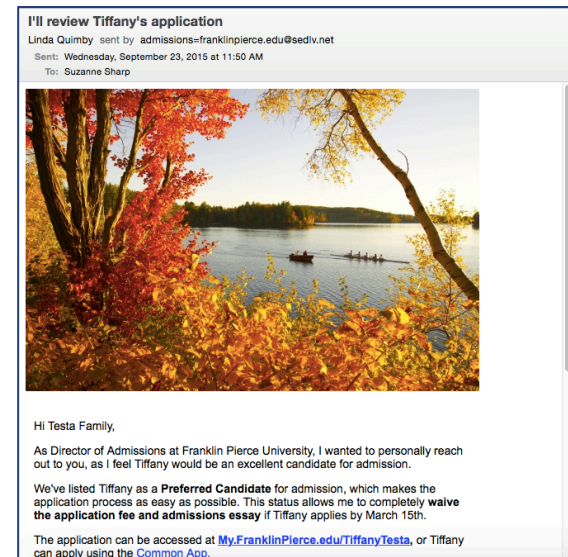 I'll review Tiffany's application
Linda Quimby sent by admissions=franklinpierce.edu@sedlv.net
Sent: Wednesday, September 23, 2015 at 11:50 AM
To: Suzanne Sharp
Hi Testa Family,
As Director of Admissions at Franklin Pierce University, I wanted to personally reach
out to you, as I feel Tiffany would be an excellent candidate for admission.
We've listed Tiffany as a Preferred Candidate for admission, which makes the
application process as easy as possible. This status allows me to completely waive
the application fee and admissions essay if Tiffany applies by March 15th.
The application can be accessed at My.FranklinPierce.edu/TiffanyTesta, or Tiffany
can apply using the Common App.